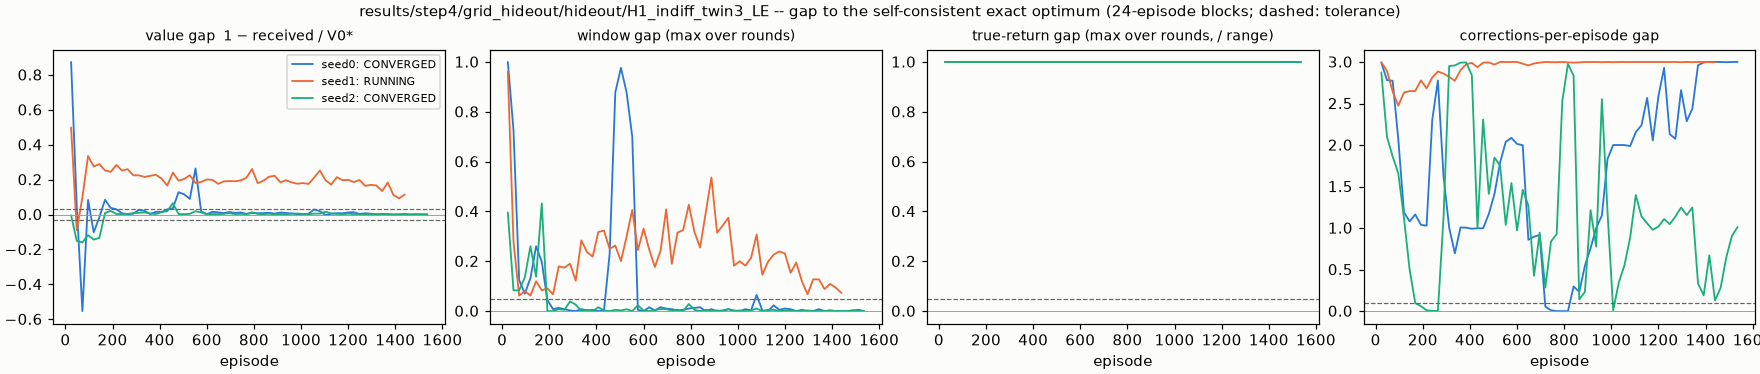 results/step4/grid_hideout/hideout/H1_indiff_twin3_LE -- gap to the self-consistent exact optimum (24-episode blocks; dashed: tolerance)
value gap 1 − received / V0*
0.8
0.6
0.4
0.2
0.0
−0.2
−0.4
−0.6
seed0: CONVERGED
seed1: RUNNING
seed2: CONVERGED
0 200 400 600 800 1000 1200 1400 1600
episode
window gap (max over rounds)
1.0
0.8
0.6
0.4
0.2
0.0
0 200 400 600 800 1000 1200 1400 1600
episode
true-return gap (max over rounds, / range)
1.0
0.8
0.6
0.4
0.2
0.0
0 200 400 600 800 1000 1200 1400 1600
episode
corrections-per-episode gap
3.0
2.5
2.0
1.5
1.0
0.5
0.0
0 200 400 600 800 1000 1200 1400 160
episode